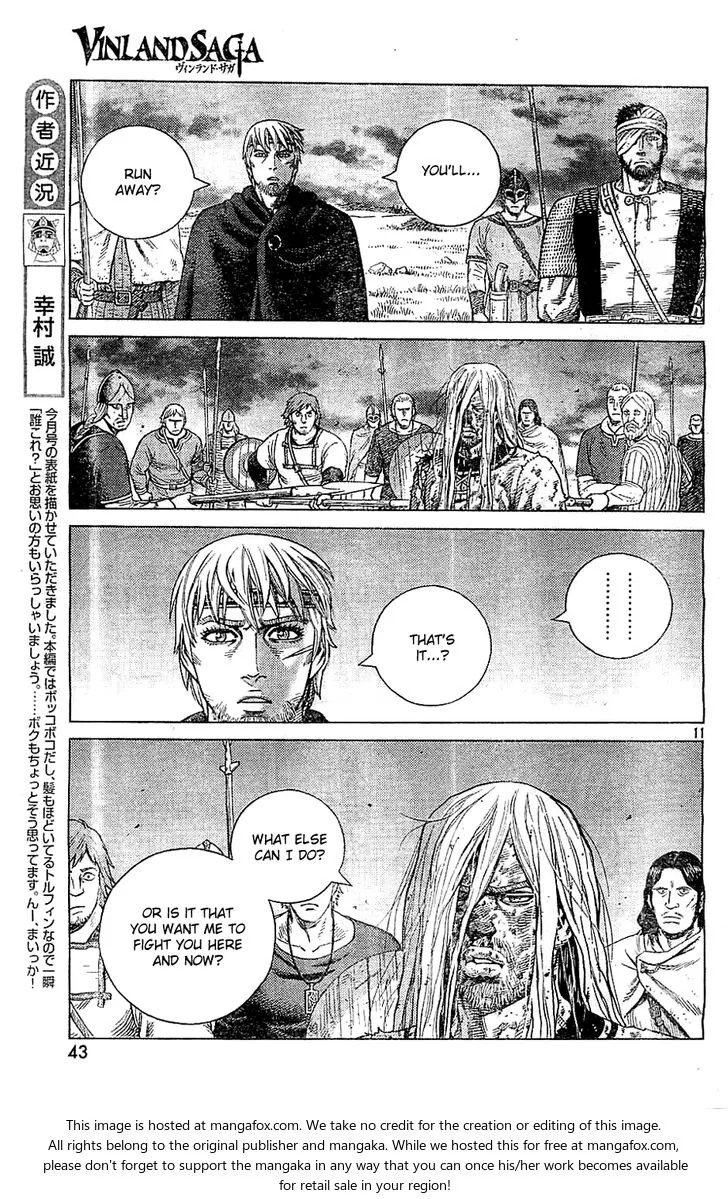 VINLAND SAGA
ヴィンランド・サガ
作者近況
幸村誠
今月号の表紙を描かせていただきました。本編ではボッコボコだし、髪もほどいてるトルフィンなので一瞬
「誰これ?」とお思いの方もいらっしゃいましょう。……ボクもちょっとそう思ってます。んー、まいっか!
RUN
AWAY?
YOU'LL...
THAT'S
IT...?
11
WHAT ELSE
CAN I DO?
OR IS IT THAT
YOU WANT ME TO
FIGHT YOU HERE
AND NOW?
43
This image is hosted at mangafox.com. We take no credit for the creation or editing of this image.
All rights belong to the original publisher and mangaka. While we hosted this for free at mangafox.com,
please don't forget to support the mangaka in any way that you can once his/her work becomes available
for retail sale in your region!